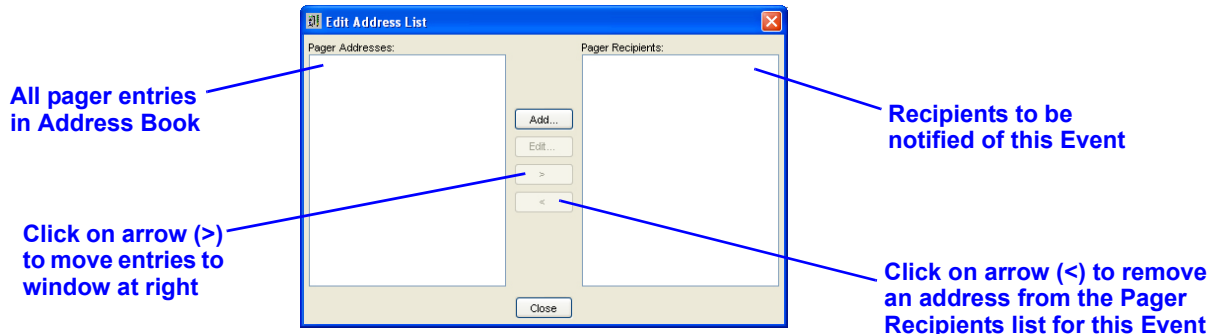 Edit Address List
Pager Addresses:
Pager Recipients:
All pager entries
in Address Book
Recipients to be
notified of this Event
Add...
Edit...
>
<
Click on arrow (>)
to move entries to
window at right
Click on arrow (<) to remove
an address from the Pager
Recipients list for this Event
Close